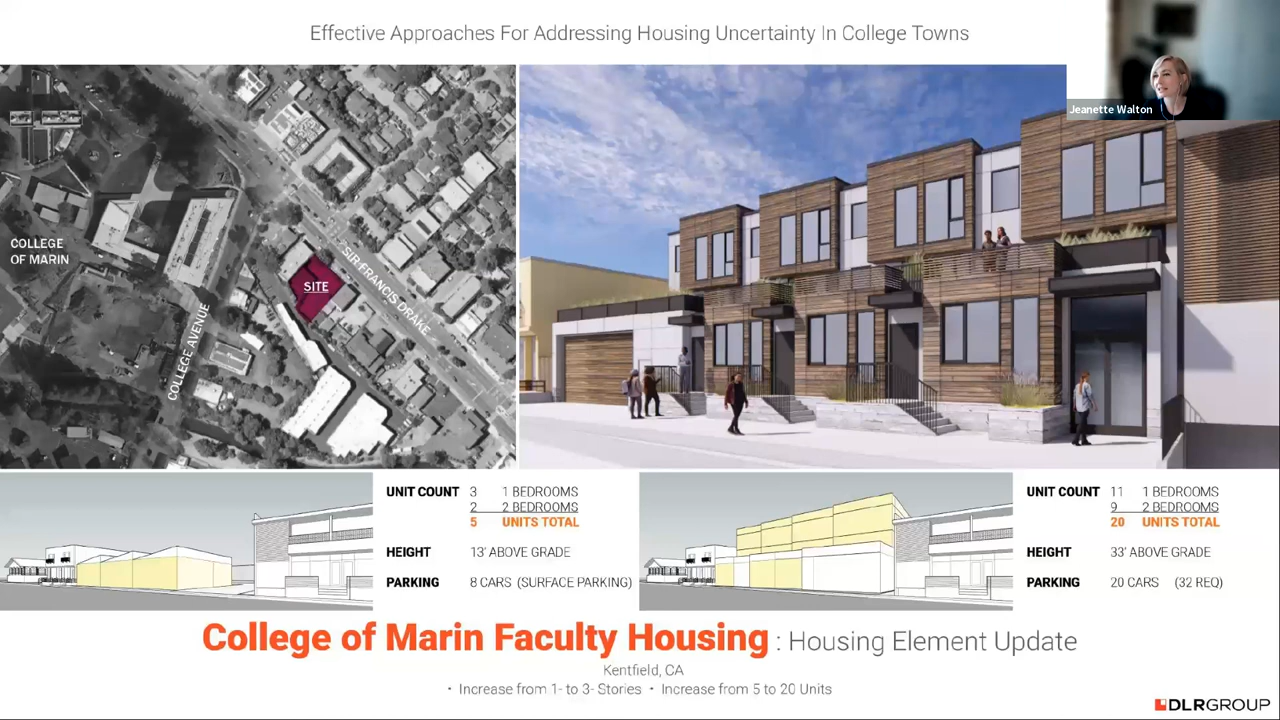 Effective Approaches For Addressing Housing Uncertainty In College Towns
Jeanette Walton
COLLEGE
OF MARIN
SITE
SIR FRANCIS DRAKE
COLLEGE AVENUE
UNIT COUNT 3 1 BEDROOMS
2 2 BEDROOMS
5 UNITS TOTAL
HEIGHT 13' ABOVE GRADE
PARKING 8 CARS (SURFACE PARKING)
UNIT COUNT 11 1 BEDROOMS
9 2 BEDROOMS
20 UNITS TOTAL
HEIGHT 33' ABOVE GRADE
PARKING 20 CARS (32 REQ)
College of Marin Faculty Housing : Housing Element Update
Kentfield, CA
• Increase from 1- to 3- Stories • Increase from 5 to 20 Units
DLRGROUP